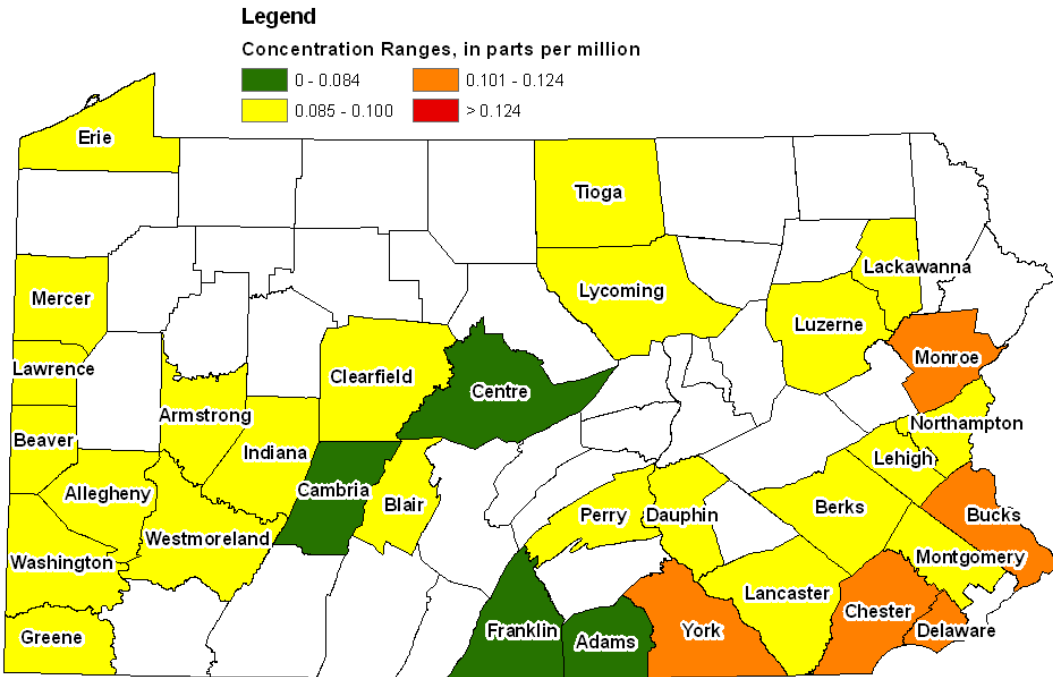 Legend
Concentration Ranges, in parts per million
0 - 0.084
0.101 - 0.124
0.085 - 0.100
> 0.124
Erie
Tioga
Lackawanna
Mercer
Lycoming
Luzerne
Monroe
Lawrence
Clearfield
Centre
Armstrong
Northampton
Beaver
Indiana
Lehigh
Allegheny
Cambria
Blair
Perry
Dauphin
Berks
Bucks
Westmoreland
Washington
Montgomery
Lancaster
Chester
Greene
Franklin
Adams
York
Delaware